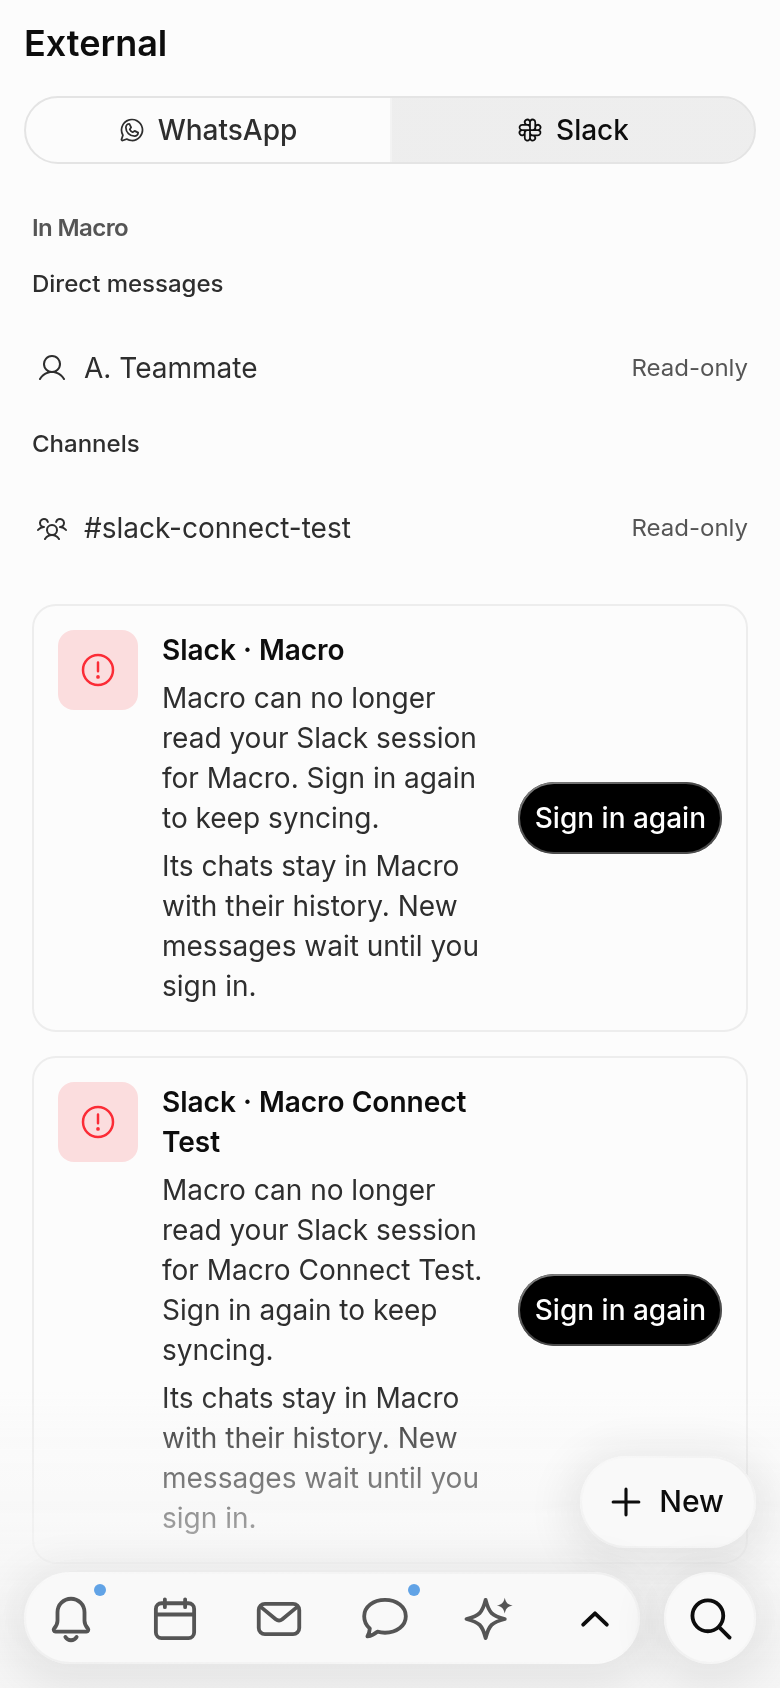 External
WhatsApp
Slack
In Macro
Direct messages
A. Teammate
Read-only
Channels
#slack-connect-test
Read-only
Slack · Macro
Macro can no longer
read your Slack session
for Macro. Sign in again
to keep syncing.
Its chats stay in Macro
with their history. New
messages wait until you
sign in.
Sign in again
Slack · Macro Connect
Test
Macro can no longer
read your Slack session
for Macro Connect Test.
Sign in again to keep
syncing.
Its chats stay in Macro
with their history. New
messages wait until you
sign in.
Sign in again
New